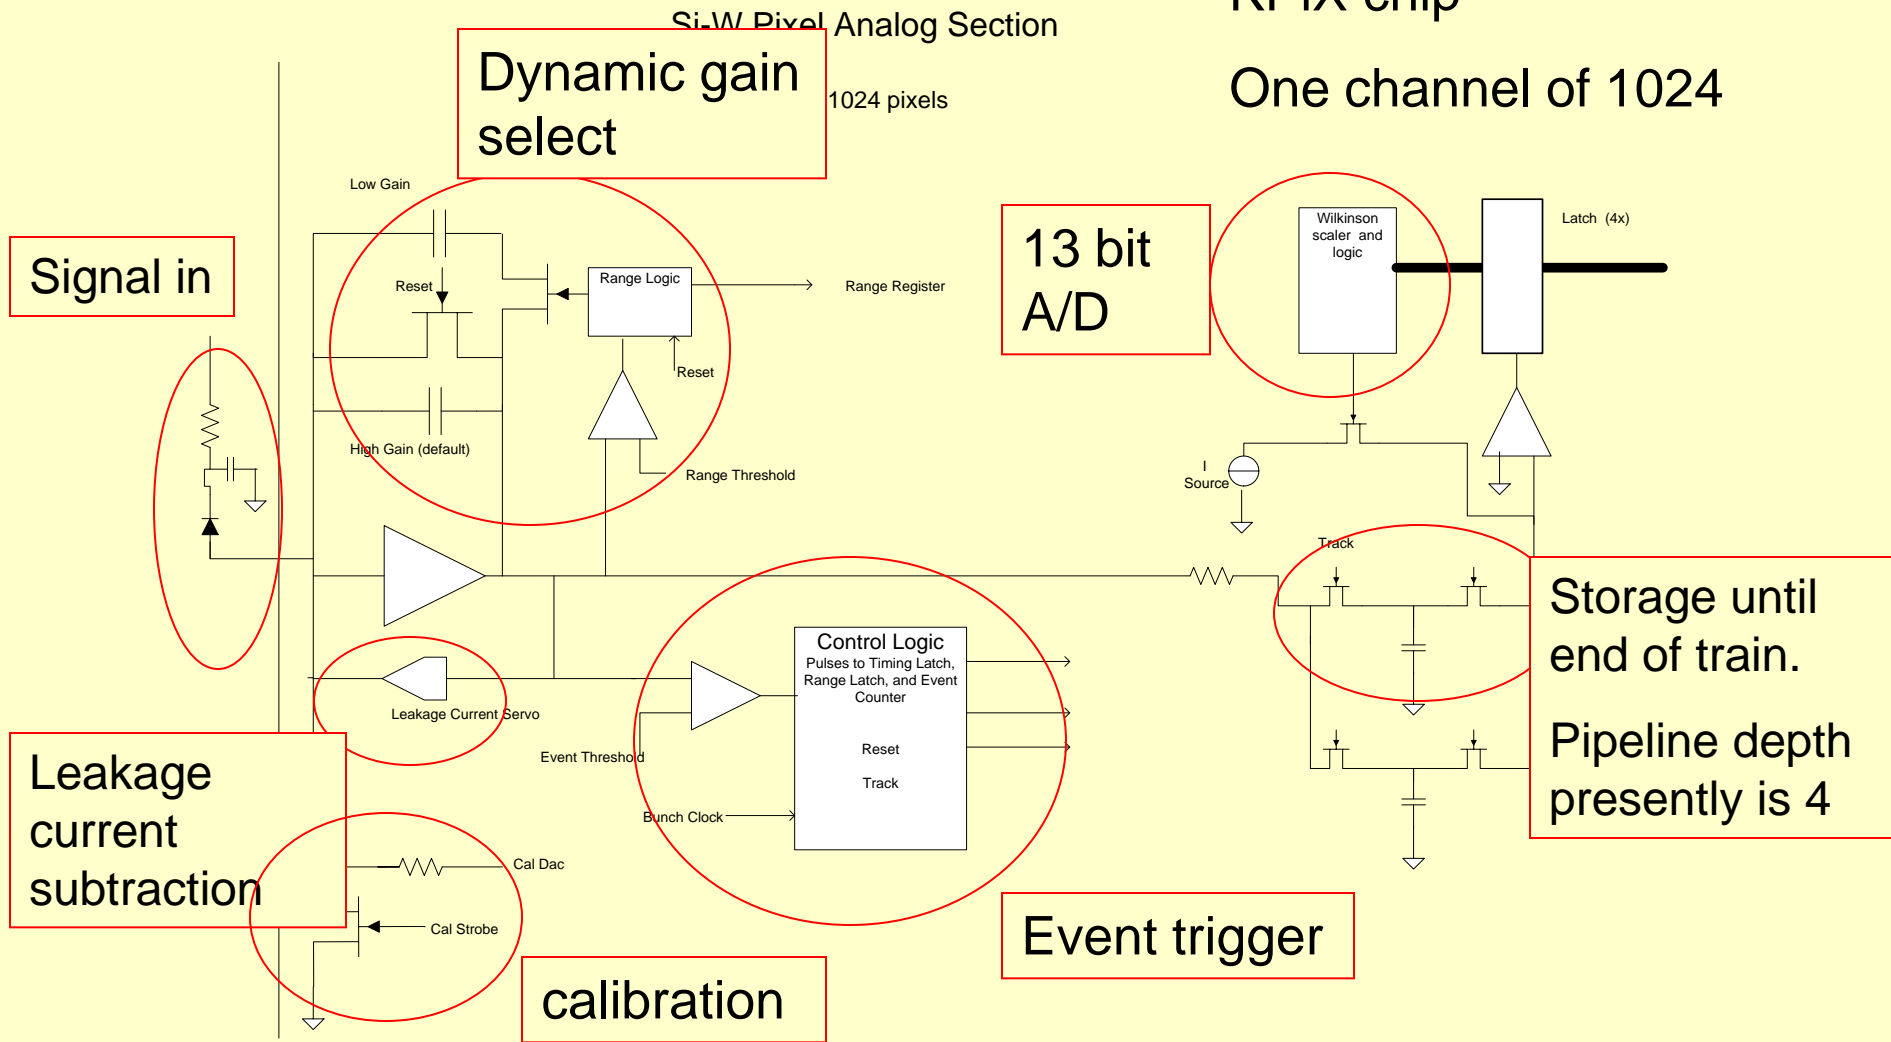 KPiX chip
Si-W Pixel Analog Section
One channel of 1024
Dynamic gain
select
1024 pixels
Low Gain
Signal in
Reset
Range Logic
Range Register
Reset
High Gain (default)
Range Threshold
13 bit
A/D
Wilkinson
scaler and
logic
Latch (4x)
I
Source
Track
Storage until
end of train.
Pipeline depth
presently is 4
Control Logic
Pulses to Timing Latch,
Range Latch, and Event
Counter
Reset
Track
Leakage Current Servo
Event Threshold
Bunch Clock
Leakage
current
subtraction
Cal Dac
Cal Strobe
Event trigger
calibration